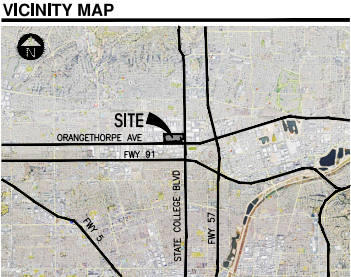 VICINITY MAP
N
SITE
ORANGETHORPE AVE
FWY 91
STATE COLLEGE BLVD
FWY 57
FWY 5